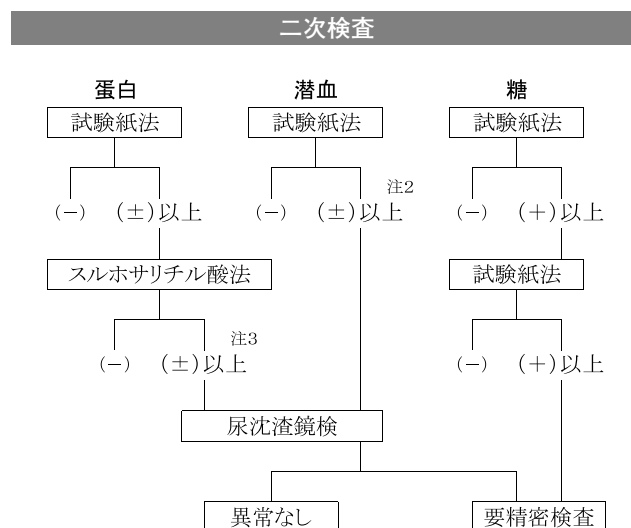 二次検査
蛋白 潜血 糖
試験紙法 試験紙法 試験紙法
注2
(−) (±)以上 (−) (±)以上 (−) (+)以上
スルホサリチル酸法 試験紙法
注3
(−) (±)以上 (−) (+)以上
尿沈渣鏡検
異常なし 要精密検査